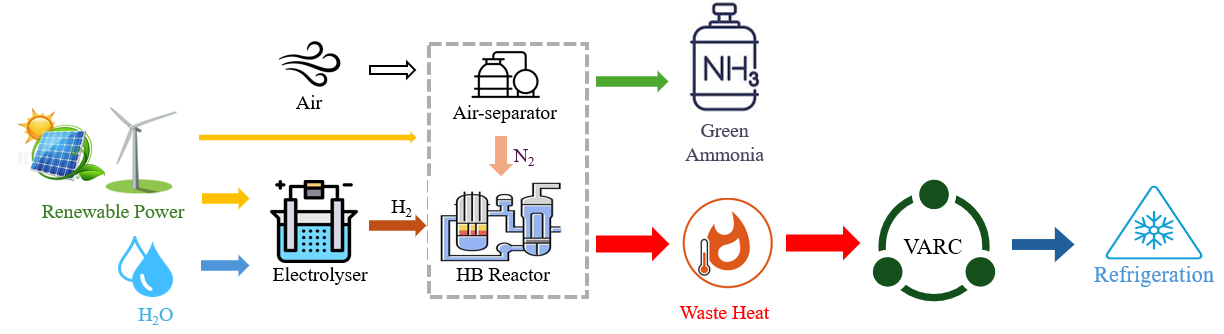 Air
Air-separator
NH₃
Green
Ammonia
N₂
Renewable Power
+
-
H₂
Electrolyser
HB Reactor
H₂O
Waste Heat
VARC
Refrigeration